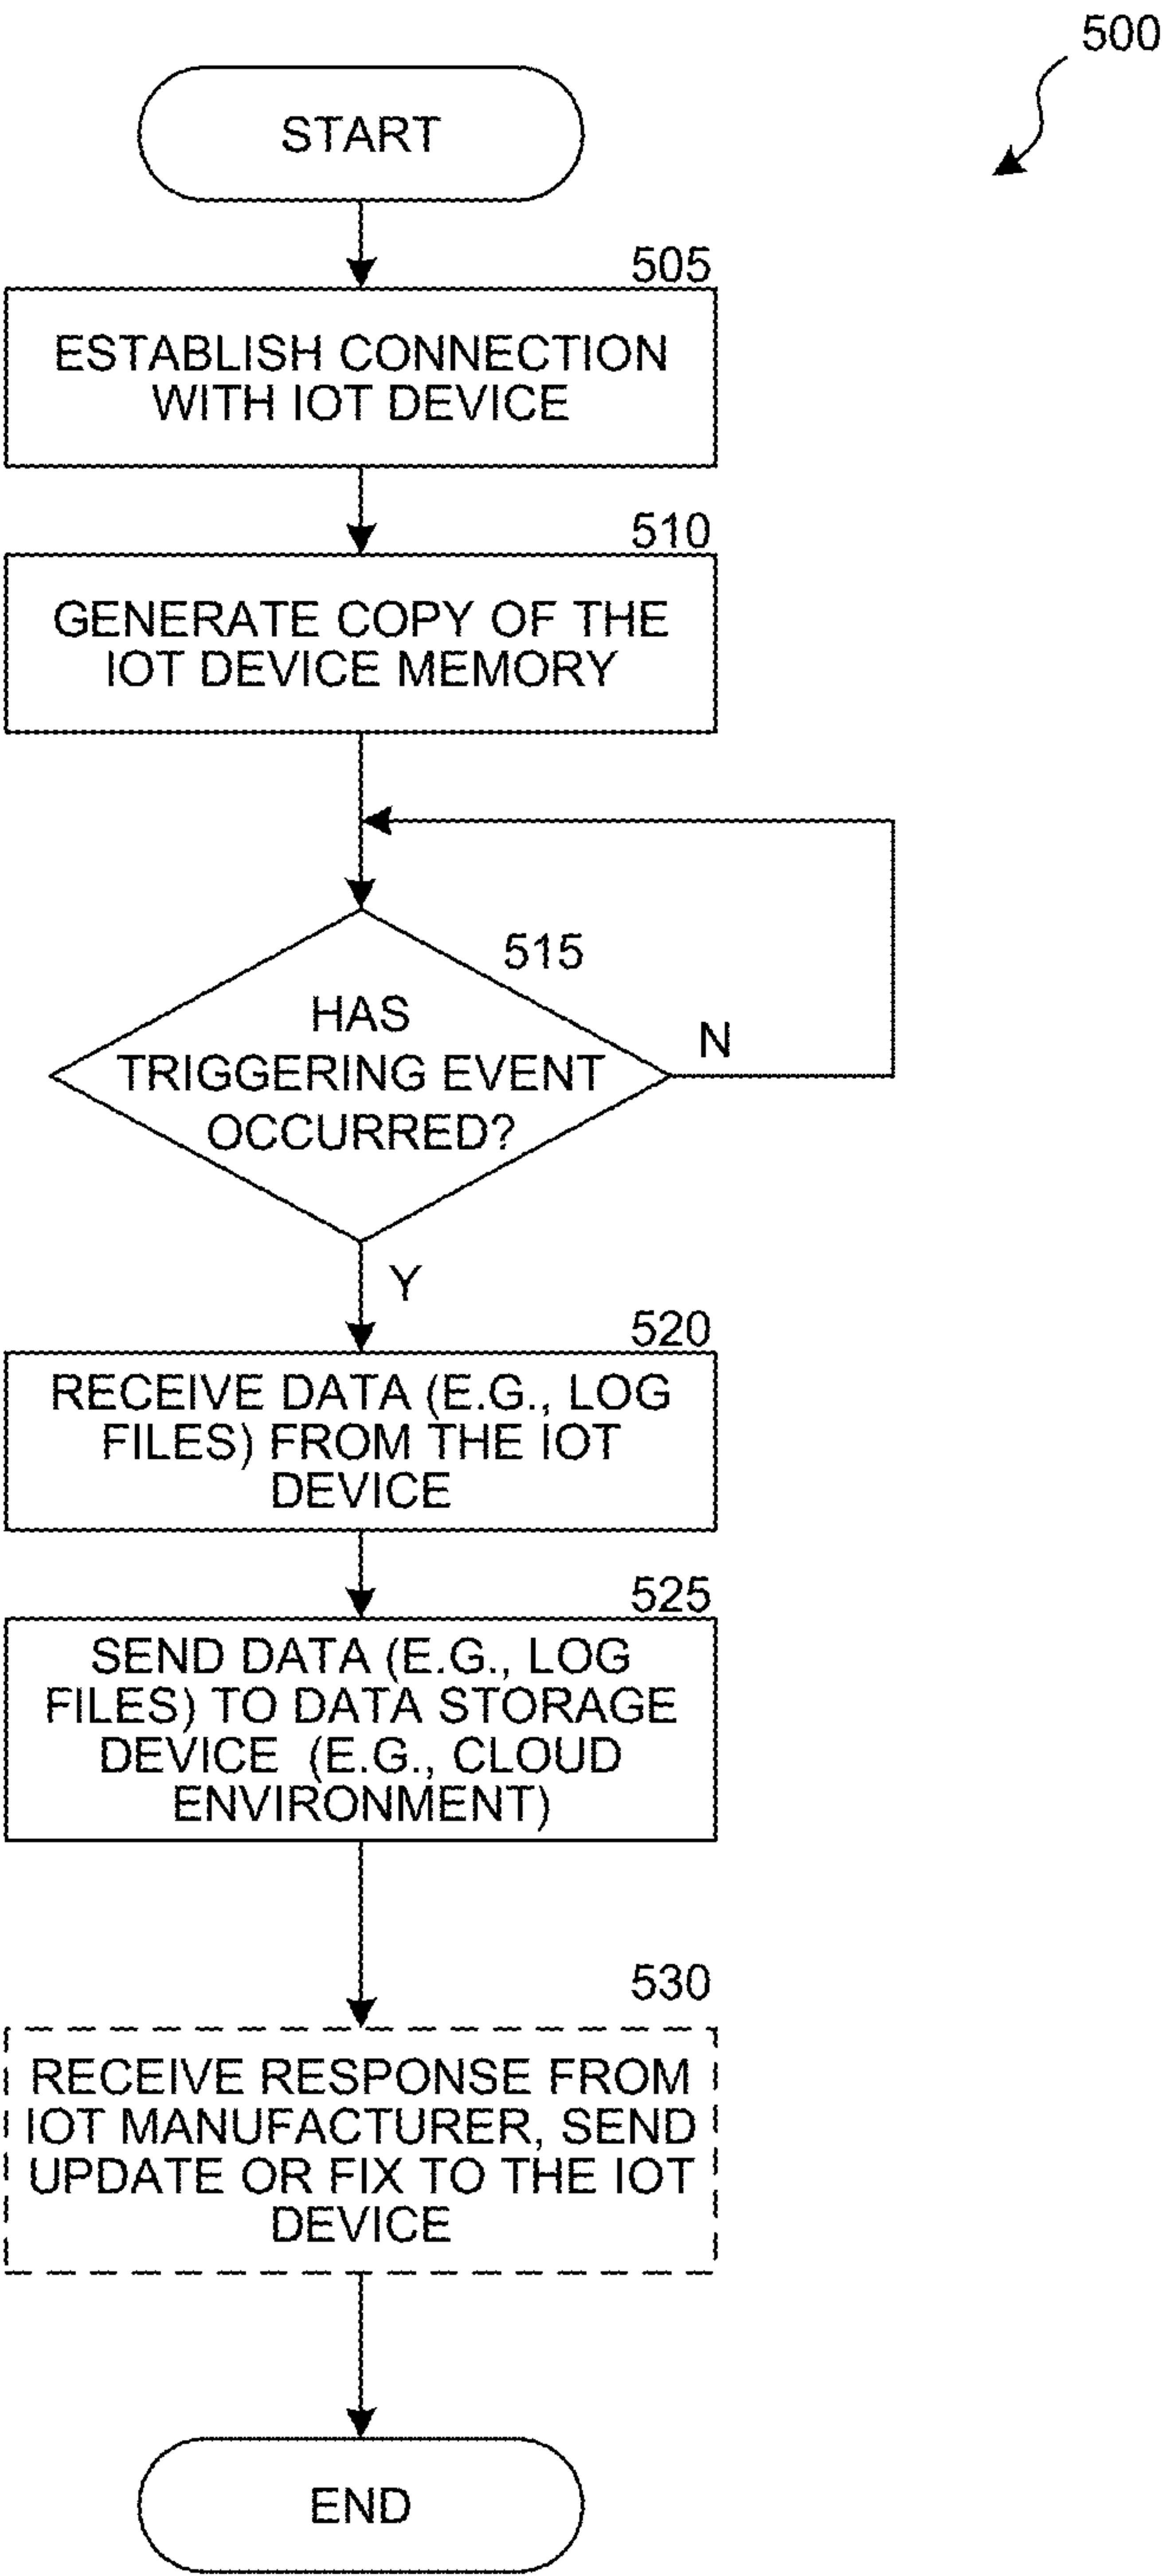 500
START
505
ESTABLISH CONNECTION
WITH IOT DEVICE
510
GENERATE COPY OF THE
IOT DEVICE MEMORY
515
HAS
TRIGGERING EVENT
OCCURRED?
N
Y
520
RECEIVE DATA (E.G., LOG
FILES) FROM THE IOT
DEVICE
525
SEND DATA (E.G., LOG
FILES) TO DATA STORAGE
DEVICE (E.G., CLOUD
ENVIRONMENT)
530
RECEIVE RESPONSE FROM
IOT MANUFACTURER, SEND
UPDATE OR FIX TO THE IOT
DEVICE
END